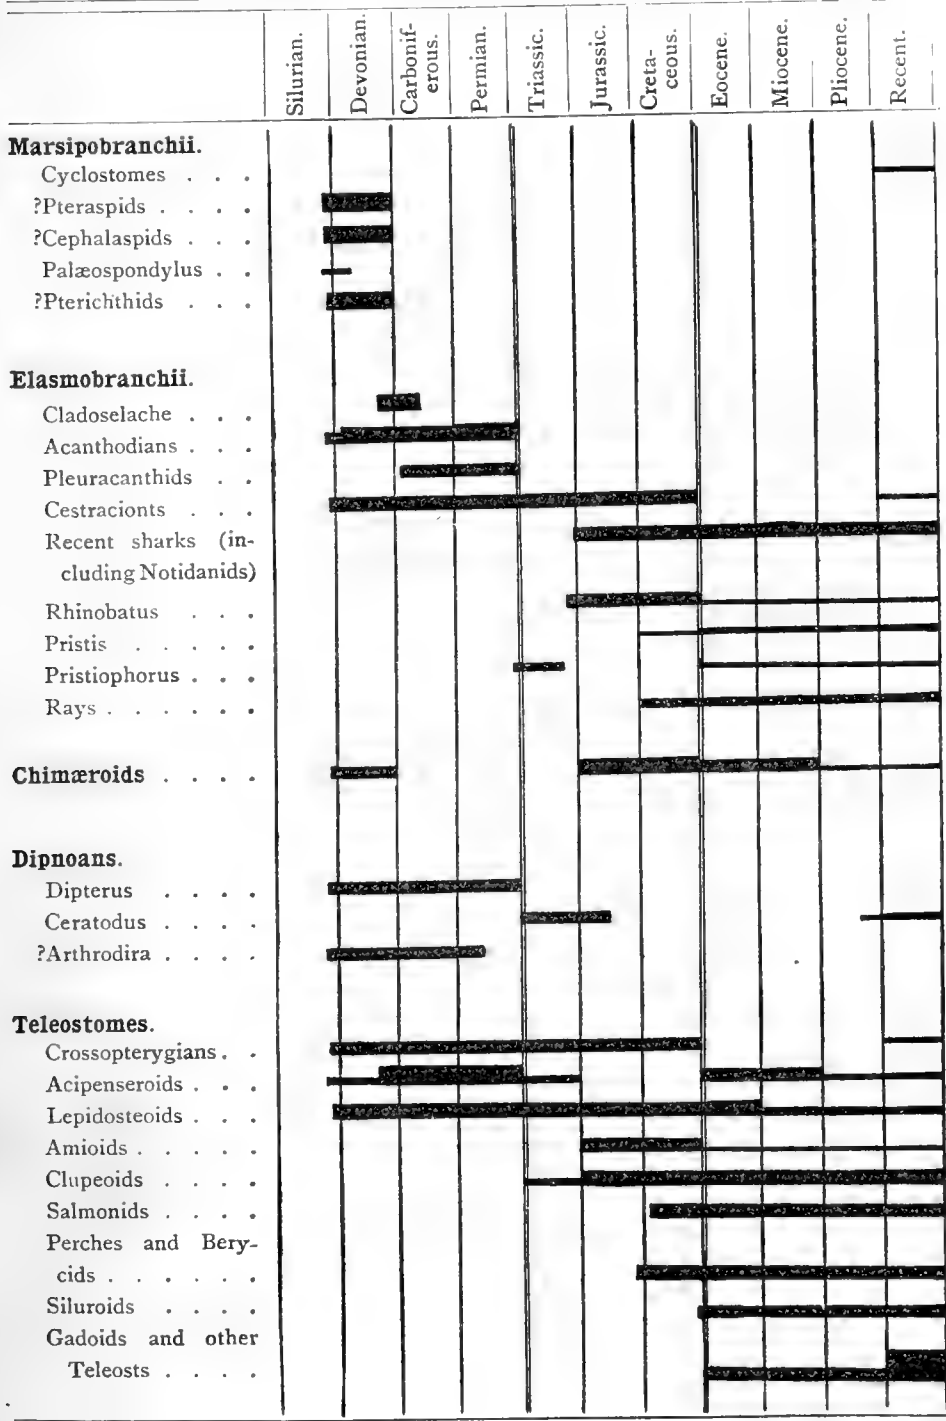 Silurian.
Devonian.
Carbonif-
erous.
Permian.
Triassic.
Jurassic.
Creta-
ceous.
Eocene.
Miocene.
Pliocene.
Recent.
Marsipobranchii.
Cyclostomes . . .
?Pteraspids . . . .
?Cephalaspids . . .
Palæospondylus . .
?Pterichthids . . .
Elasmobranchii.
Cladoselache . . .
Acanthodians . . .
Pleuracanthids . .
Cestracionts . . .
Recent sharks (in-
cluding Notidanids)
Rhinobatus . . .
Pristis . . . . .
Pristiophorus . . .
Rays . . . . . .
Chimæroids . . . .
Dipnoans.
Dipterus . . . .
Ceratodus . . . .
?Arthrodira . . . .
Teleostomes.
Crossopterygians . .
Acipenseroids . . .
Lepidosteoids . . .
Amioids . . . . .
Clupeoids . . . .
Salmonids . . . .
Perches and Bery-
cids . . . . . .
Siluroids . . . .
Gadoids and other
Teleosts . . . .